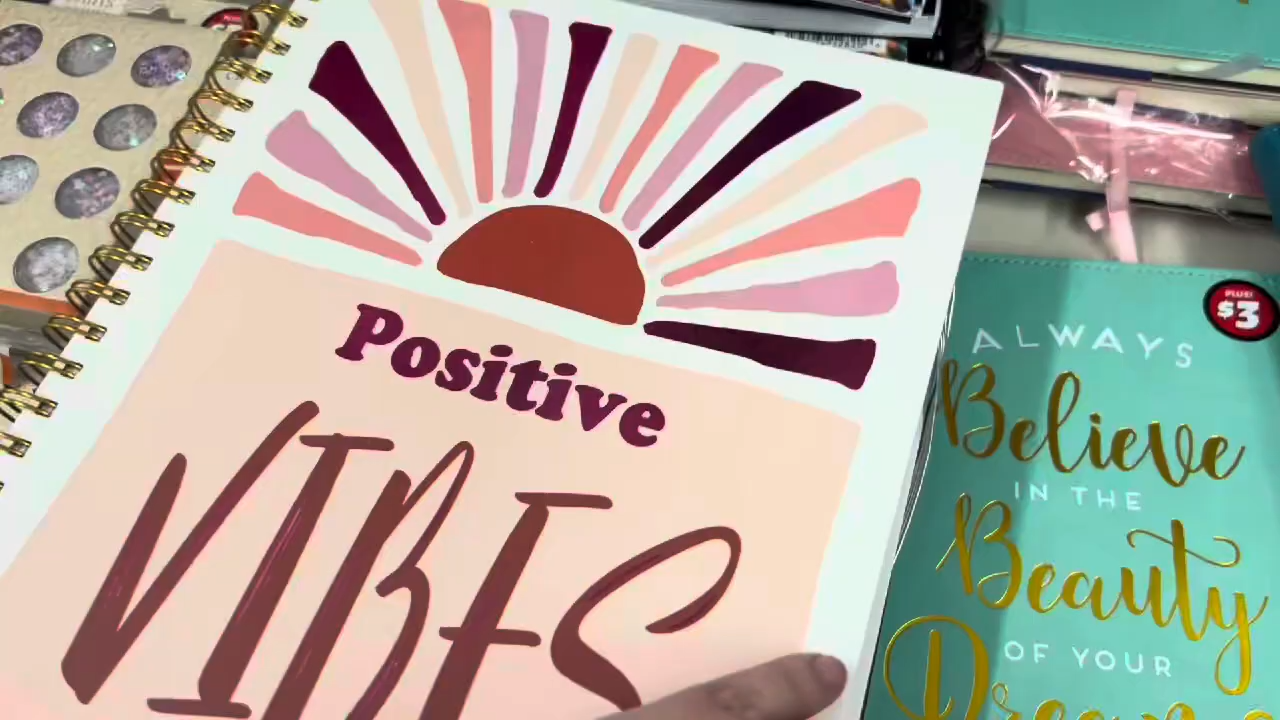 Positive
VIBES
PLUS!
$3
ALWAYS
Believe
IN THE
Beauty
OF YOUR